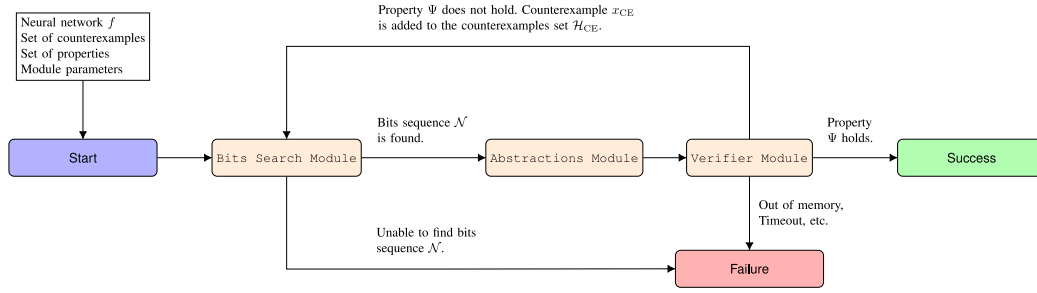 Neural network f
Set of counterexamples
Set of properties
Module parameters
Property Ψ does not hold. Counterexample x_CE
is added to the counterexamples set ℋ_CE.
Start
Bits Search Module
Bits sequence 𝒩
is found.
Abstractions Module
Verifier Module
Property
Ψ holds.
Success
Unable to find bits
sequence 𝒩.
Out of memory,
Timeout, etc.
Failure